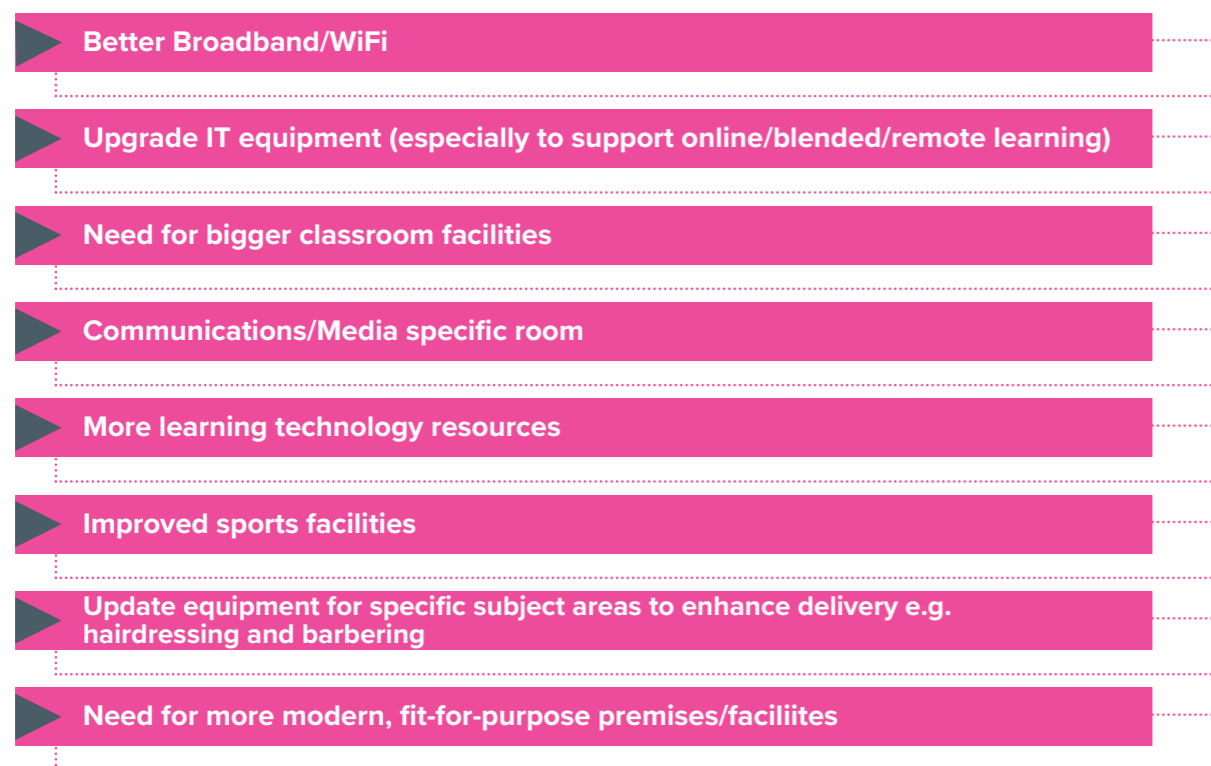 Better Broadband/WiFi
Upgrade IT equipment (especially to support online/blended/remote learning)
Need for bigger classroom facilities
Communications/Media specific room
More learning technology resources
Improved sports facilities
Update equipment for specific subject areas to enhance delivery e.g.
hairdressing and barbering
Need for more modern, fit-for-purpose premises/faciliites